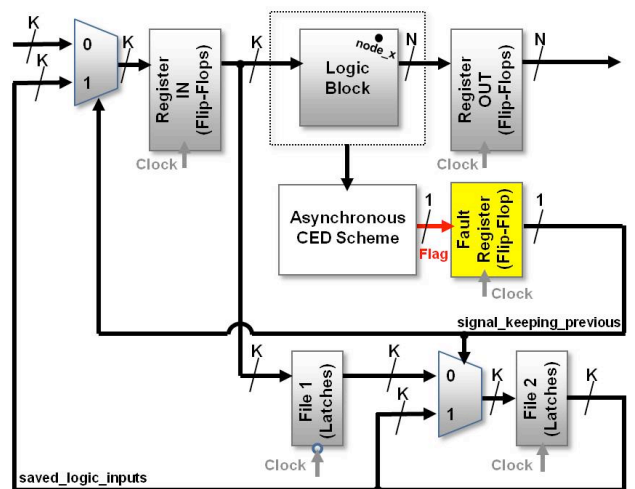 K
0
K
K
1
Register
IN
(Flip-Flops)
Clock
K
node_x
Logic
Block
N
Register
OUT
(Flip-Flops)
Clock
N
Asynchronous
CED Scheme
1
Flag
Fault
Register
(Flip-Flop)
Clock
1
signal_keeping_previous
K
File 1
(Latches)
Clock
K
0
K
1
K
File 2
(Latches)
Clock
K
saved_logic_inputs